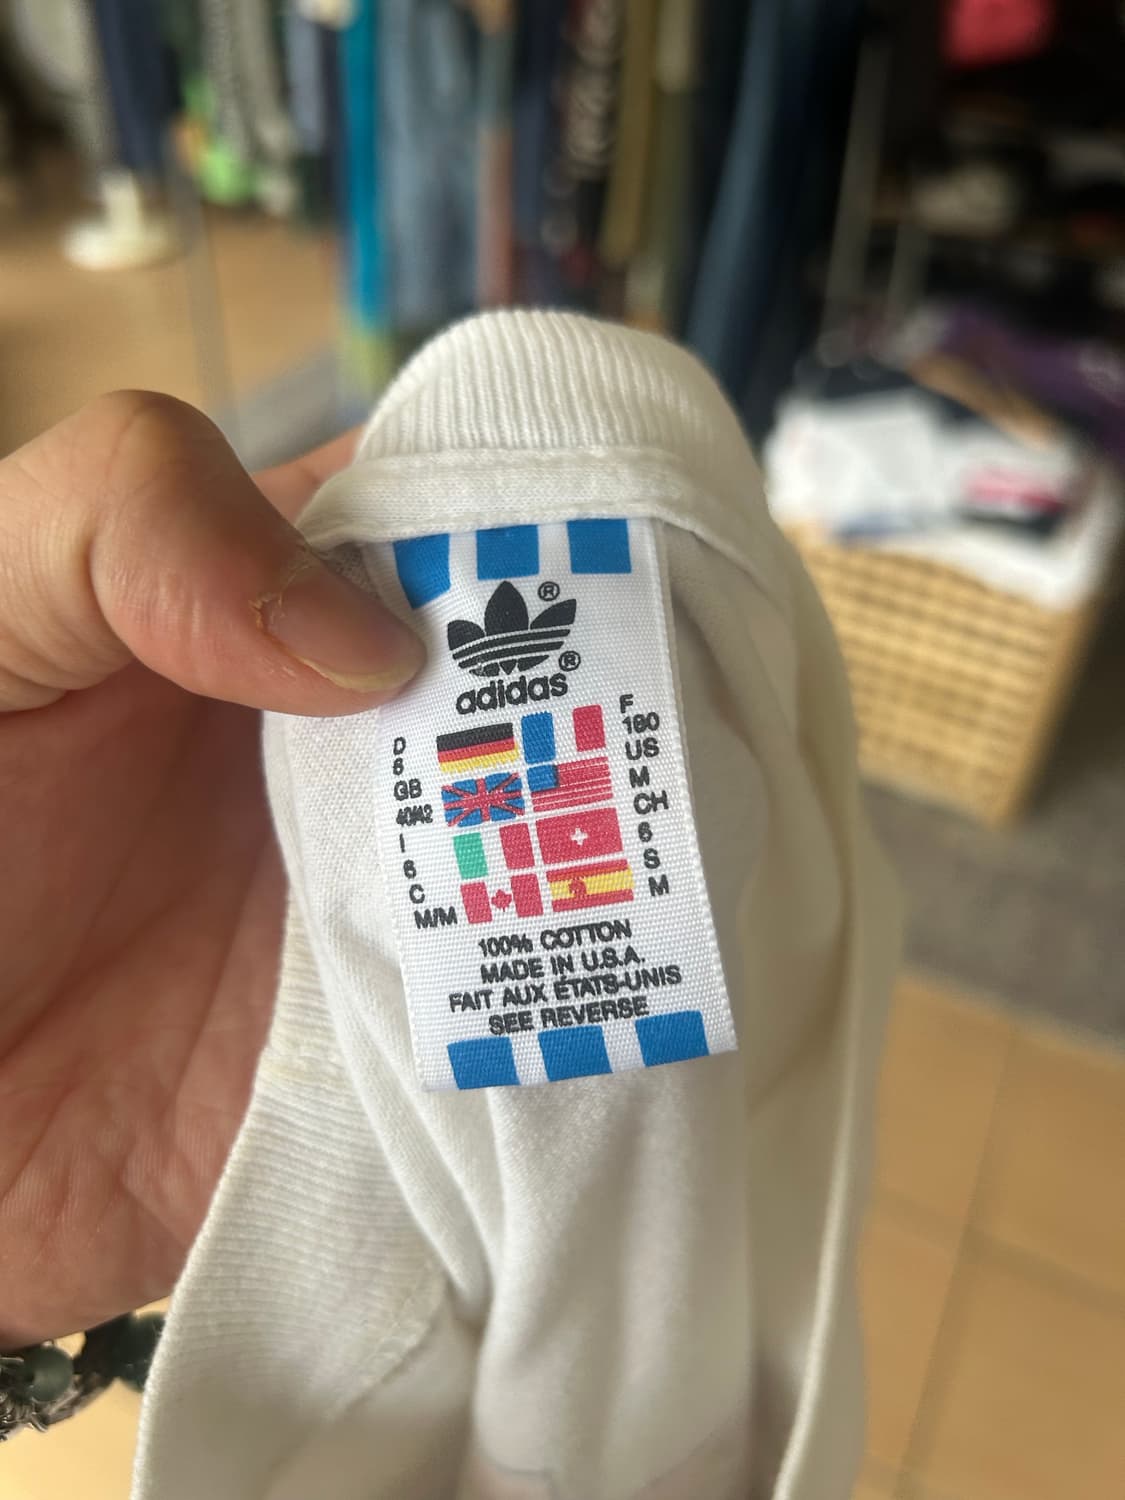 ®
®
adidas
D
6
GB
40/42
I
6
C
M/M
F
180
US
M
CH
6
S
M
100% COTTON
MADE IN U.S.A.
FAIT AUX ÉTATS-UNIS
SEE REVERSE